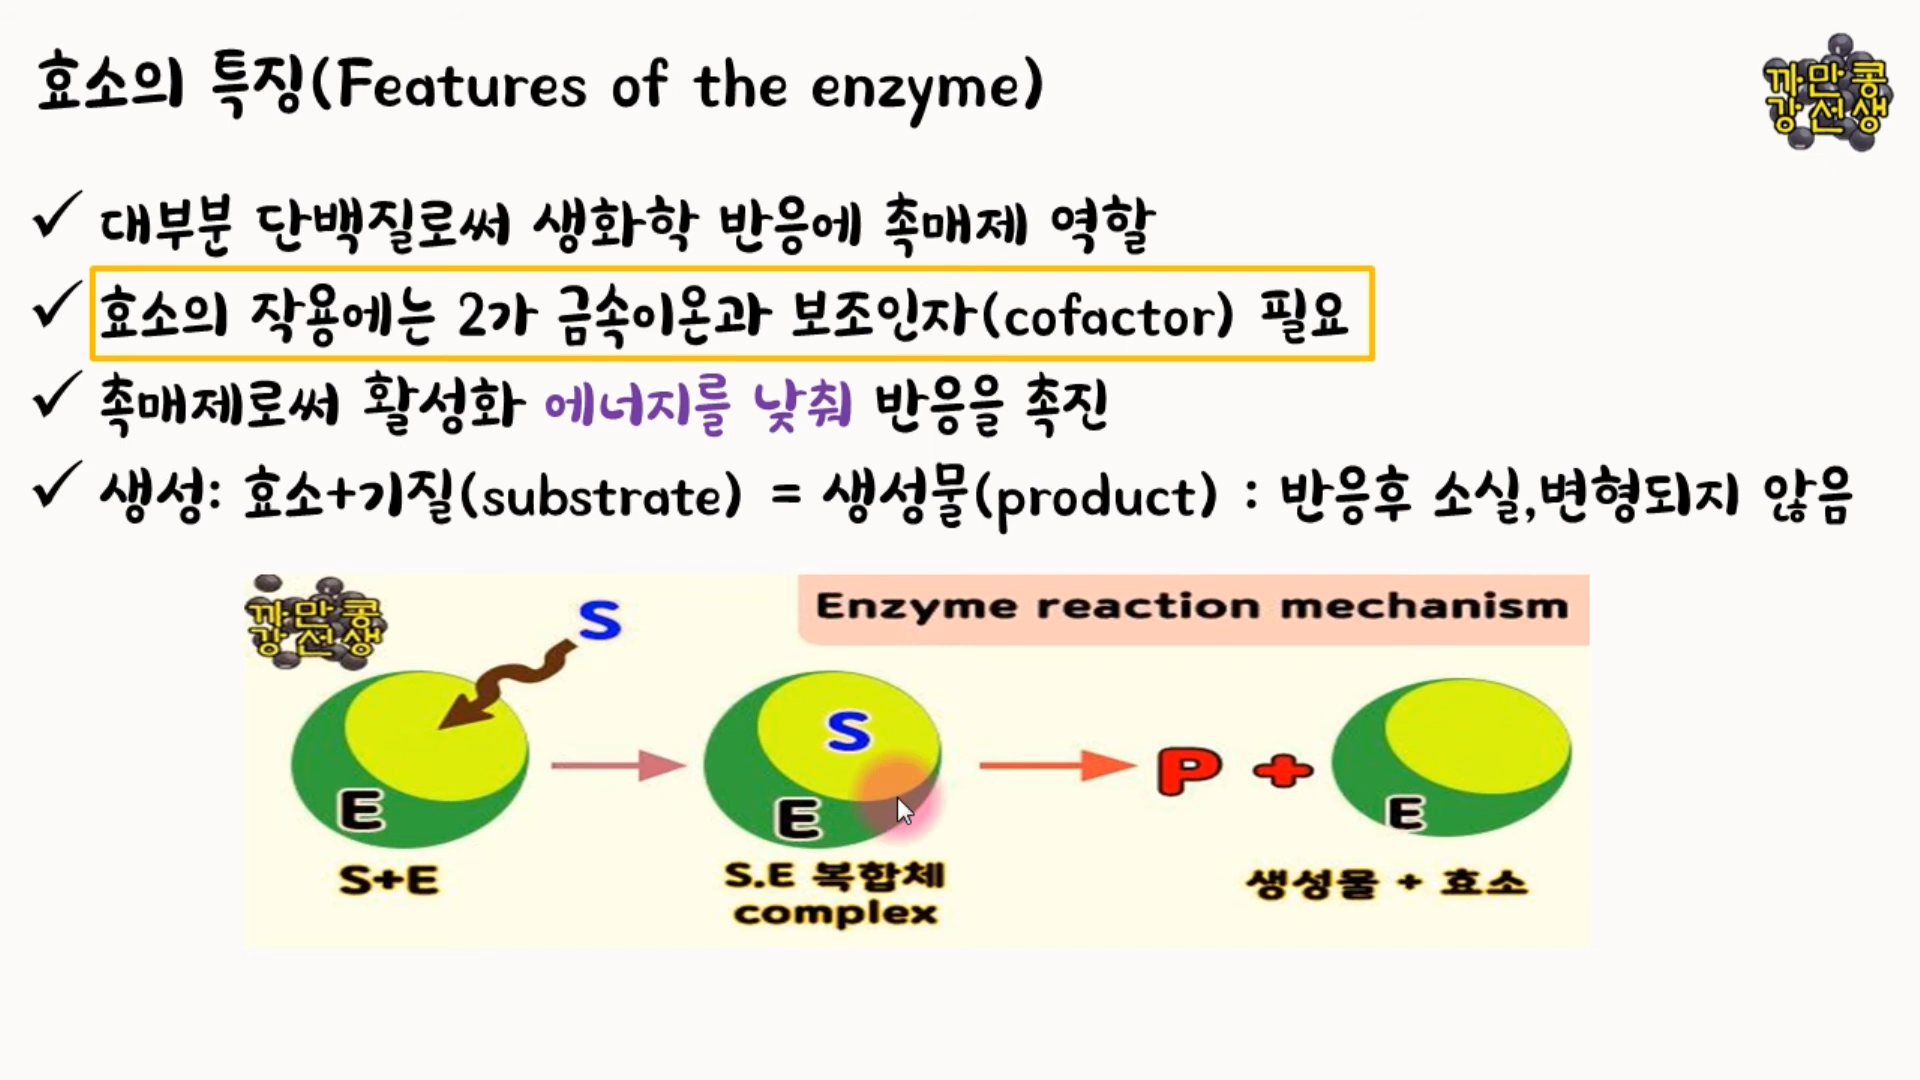 효소의 특징(Features of the enzyme)
까만콩
강선생
✓ 대부분 단백질로써 생화학 반응에 촉매제 역할
✓ 효소의 작용에는 2가 금속이온과 보조인자(cofactor) 필요
✓ 촉매제로써 활성화 에너지를 낮춰 반응을 촉진
✓ 생성: 효소+기질(substrate) = 생성물(product) : 반응후 소실,변형되지 않음
까만콩
강선생
S
Enzyme reaction mechanism
E
S
E
P +
E
S+E
S.E 복합체
complex
생성물 + 효소